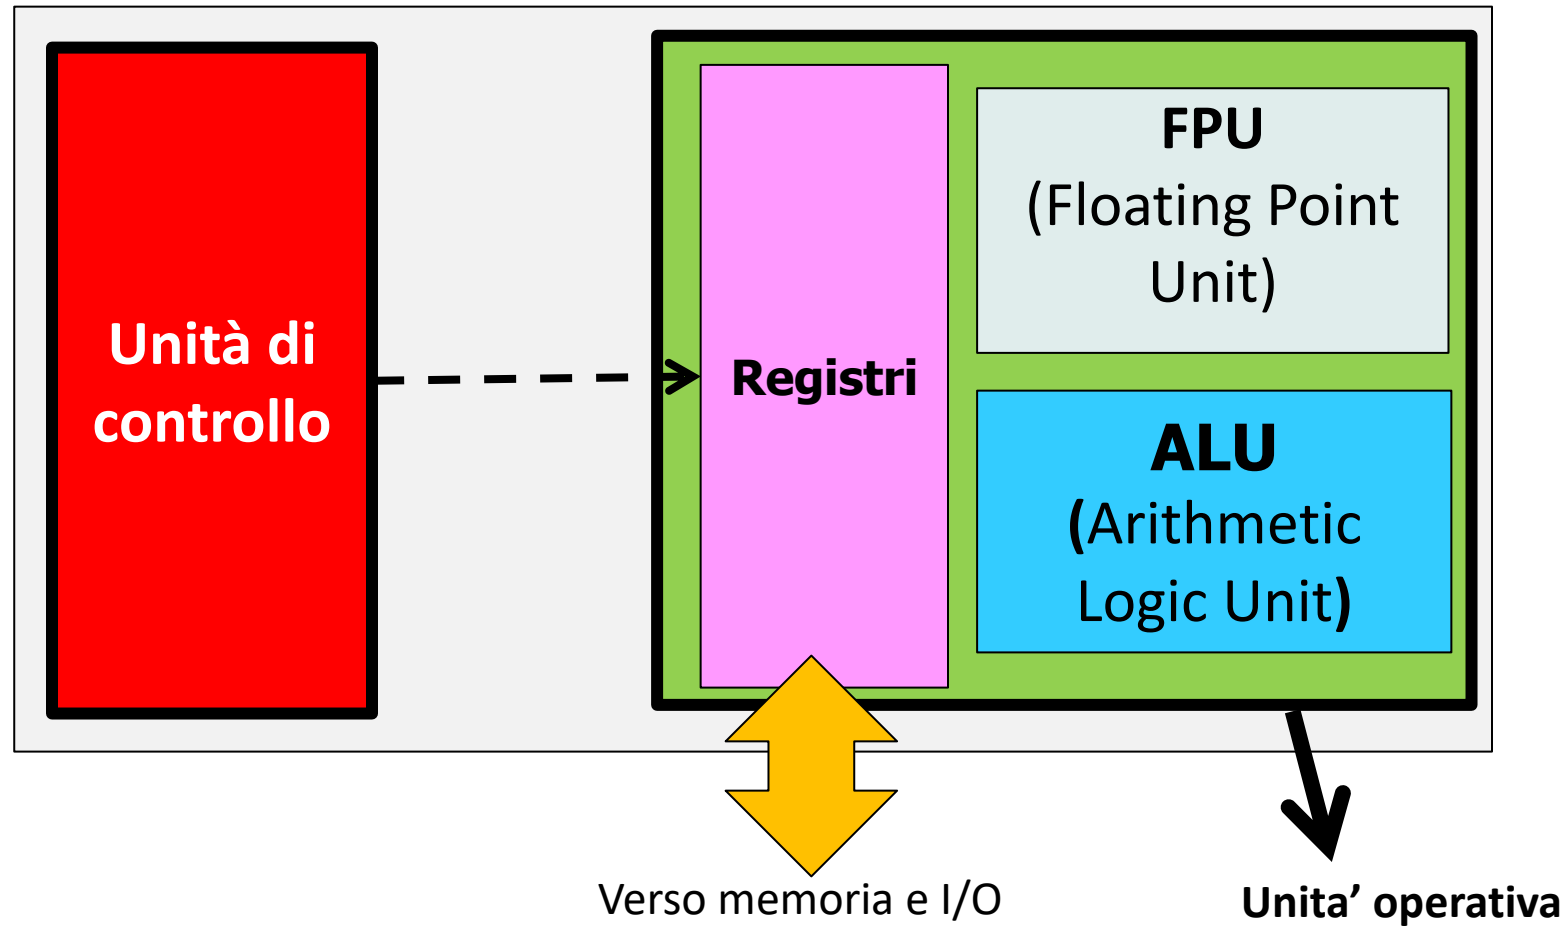 Unità di
controllo
Registri
FPU
(Floating Point
Unit)
ALU
(Arithmetic
Logic Unit)
Verso memoria e I/O
Unita’ operativa